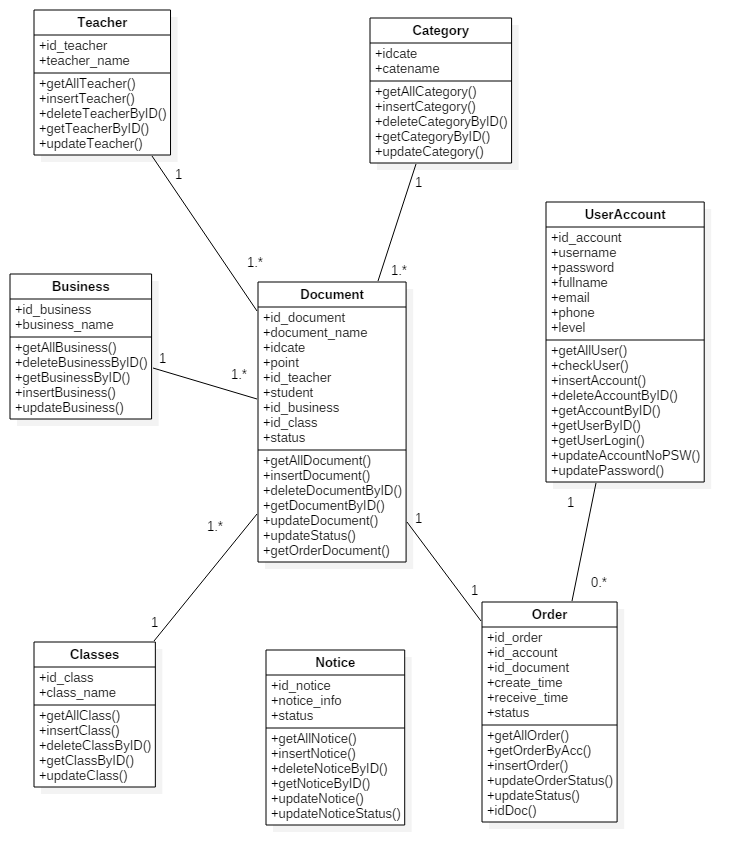 Teacher
+id_teacher
+teacher_name
+getAllTeacher()
+insertTeacher()
+deleteTeacherByID()
+getTeacherByID()
+updateTeacher()
Category
+idcate
+catename
+getAllCategory()
+insertCategory()
+deleteCategoryByID()
+getCategoryByID()
+updateCategory()
1
1
1.*
1.*
UserAccount
+id_account
+username
+password
+fullname
+email
+phone
+level
+getAllUser()
+checkUser()
+insertAccount()
+deleteAccountByID()
+getAccountByID()
+getUserByID()
+getUserLogin()
+updateAccountNoPSW()
+updatePassword()
Business
+id_business
+business_name
+getAllBusiness()
+deleteBusinessByID()
+getBusinessByID()
+insertBusiness()
+updateBusiness()
1
1.*
Document
+id_document
+document_name
+idcate
+point
+id_teacher
+student
+id_business
+id_class
+status
+getAllDocument()
+insertDocument()
+deleteDocumentByID()
+getDocumentByID()
+updateDocument()
+updateStatus()
+getOrderDocument()
1.*
1
1
1
1
0.*
Classes
+id_class
+class_name
+getAllClass()
+insertClass()
+deleteClassByID()
+getClassByID()
+updateClass()
Notice
+id_notice
+notice_info
+status
+getAllNotice()
+insertNotice()
+deleteNoticeByID()
+getNoticeByID()
+updateNotice()
+updateNoticeStatus()
Order
+id_order
+id_account
+id_document
+create_time
+receive_time
+status
+getAllOrder()
+getOrderByAcc()
+insertOrder()
+updateOrderStatus()
+updateStatus()
+idDoc()